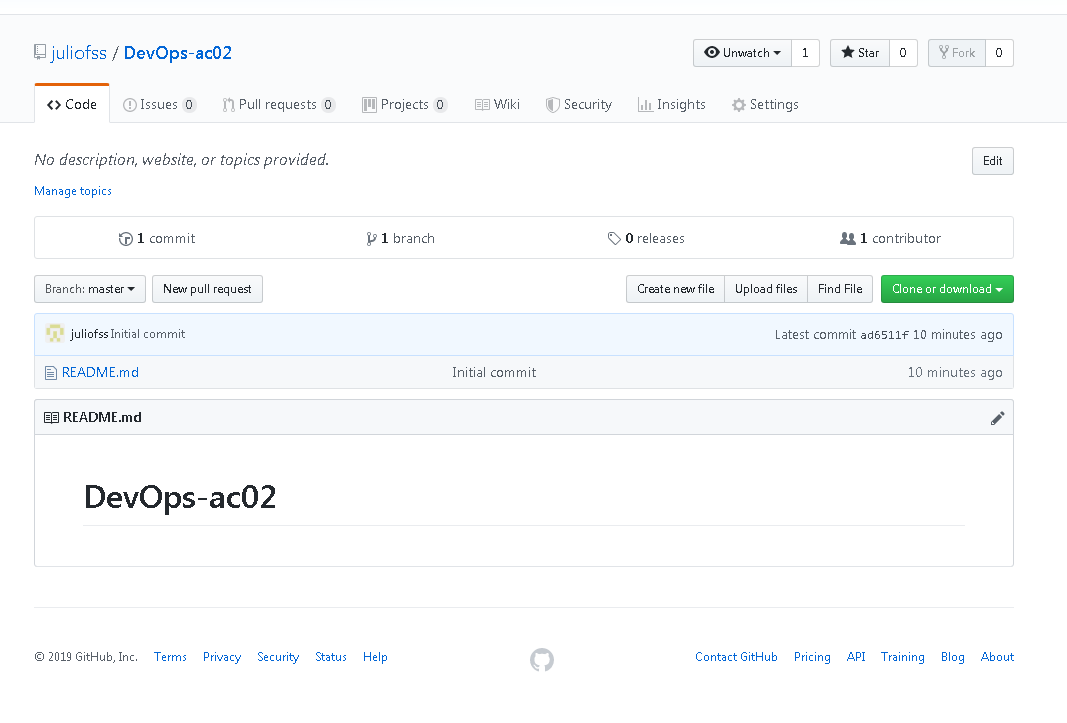 juliofss / DevOps-ac02 Unwatch 1 Star 0 Fork 0
Code Issues 0 Pull requests 0 Projects 0 Wiki Security Insights Settings
No description, website, or topics provided. Edit
Manage topics
1 commit 1 branch 0 releases 1 contributor
Branch: master New pull request Create new file Upload files Find File Clone or download
juliofss Initial commit Latest commit ad6511f 10 minutes ago
README.md Initial commit 10 minutes ago
README.md
DevOps-ac02
© 2019 GitHub, Inc. Terms Privacy Security Status Help Contact GitHub Pricing API Training Blog About